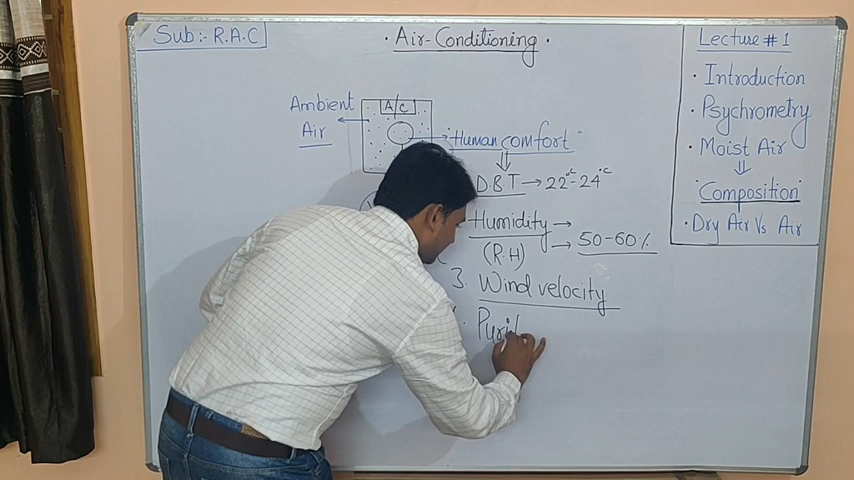 Sub:- R.A.C
· Air-Conditioning ·
Lecture # 1
· Introduction
· Psychrometry
· Moist Air
⇓
"Composition"
· Dry Air Vs Air
Ambient
Air
A/C
"Human comfort"
⇓
D.B.T → 22°C - 24°C
Humidity →
(R.H) → 50-60%
3. Wind velocity